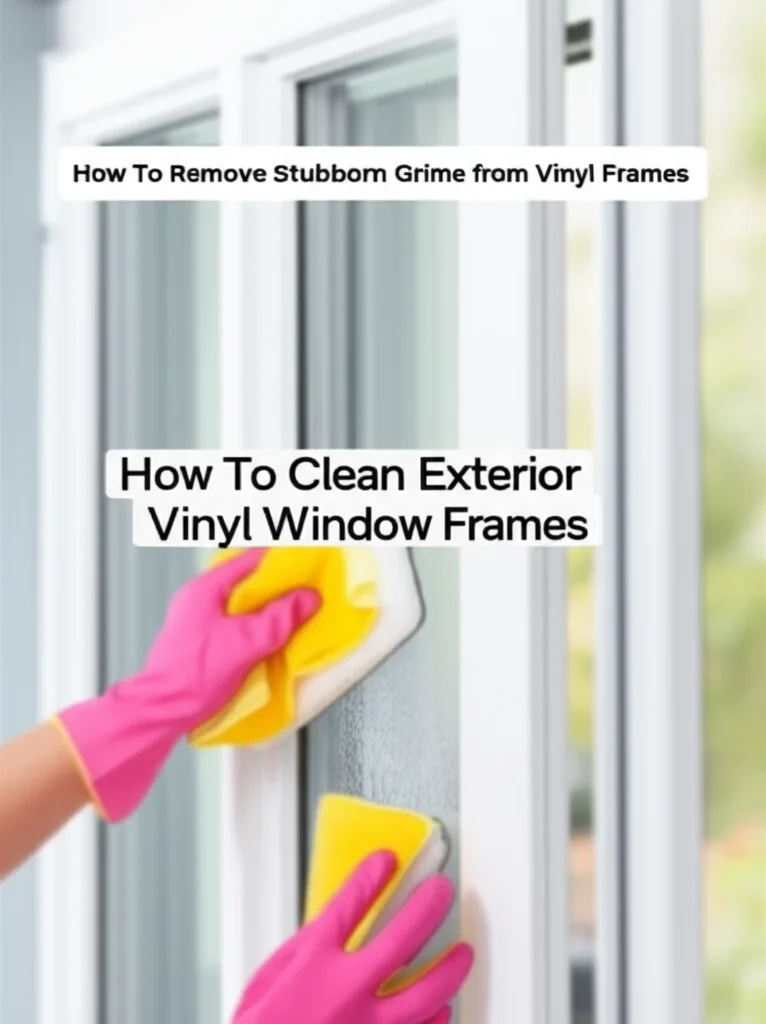 How To Remove Stubborn Grime from Vinyl Frames
How To Clean Exterior
Vinyl Window Frames